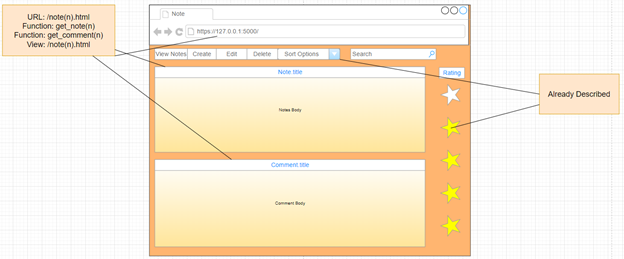 URL: /note(n).html
Function: get_note(n)
Function: get_comment(n)
View: /note(n).html
Note
https://127.0.0.1:5000/
View Notes Create Edit Delete Sort Options Search
Note title
Rating
Notes Body
Already Described
Comment title
Comment Body